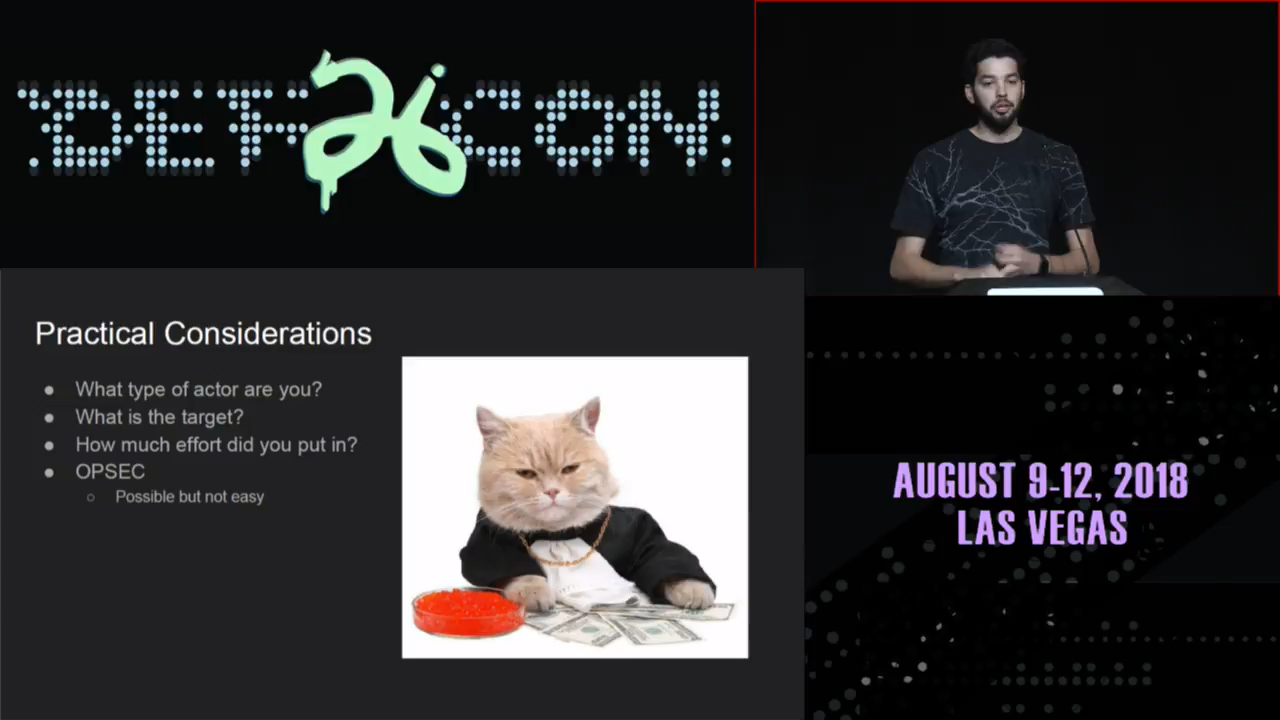 DEF 26 CON
Practical Considerations
What type of actor are you?
What is the target?
How much effort did you put in?
OPSEC
Possible but not easy
AUGUST 9-12, 2018
LAS VEGAS